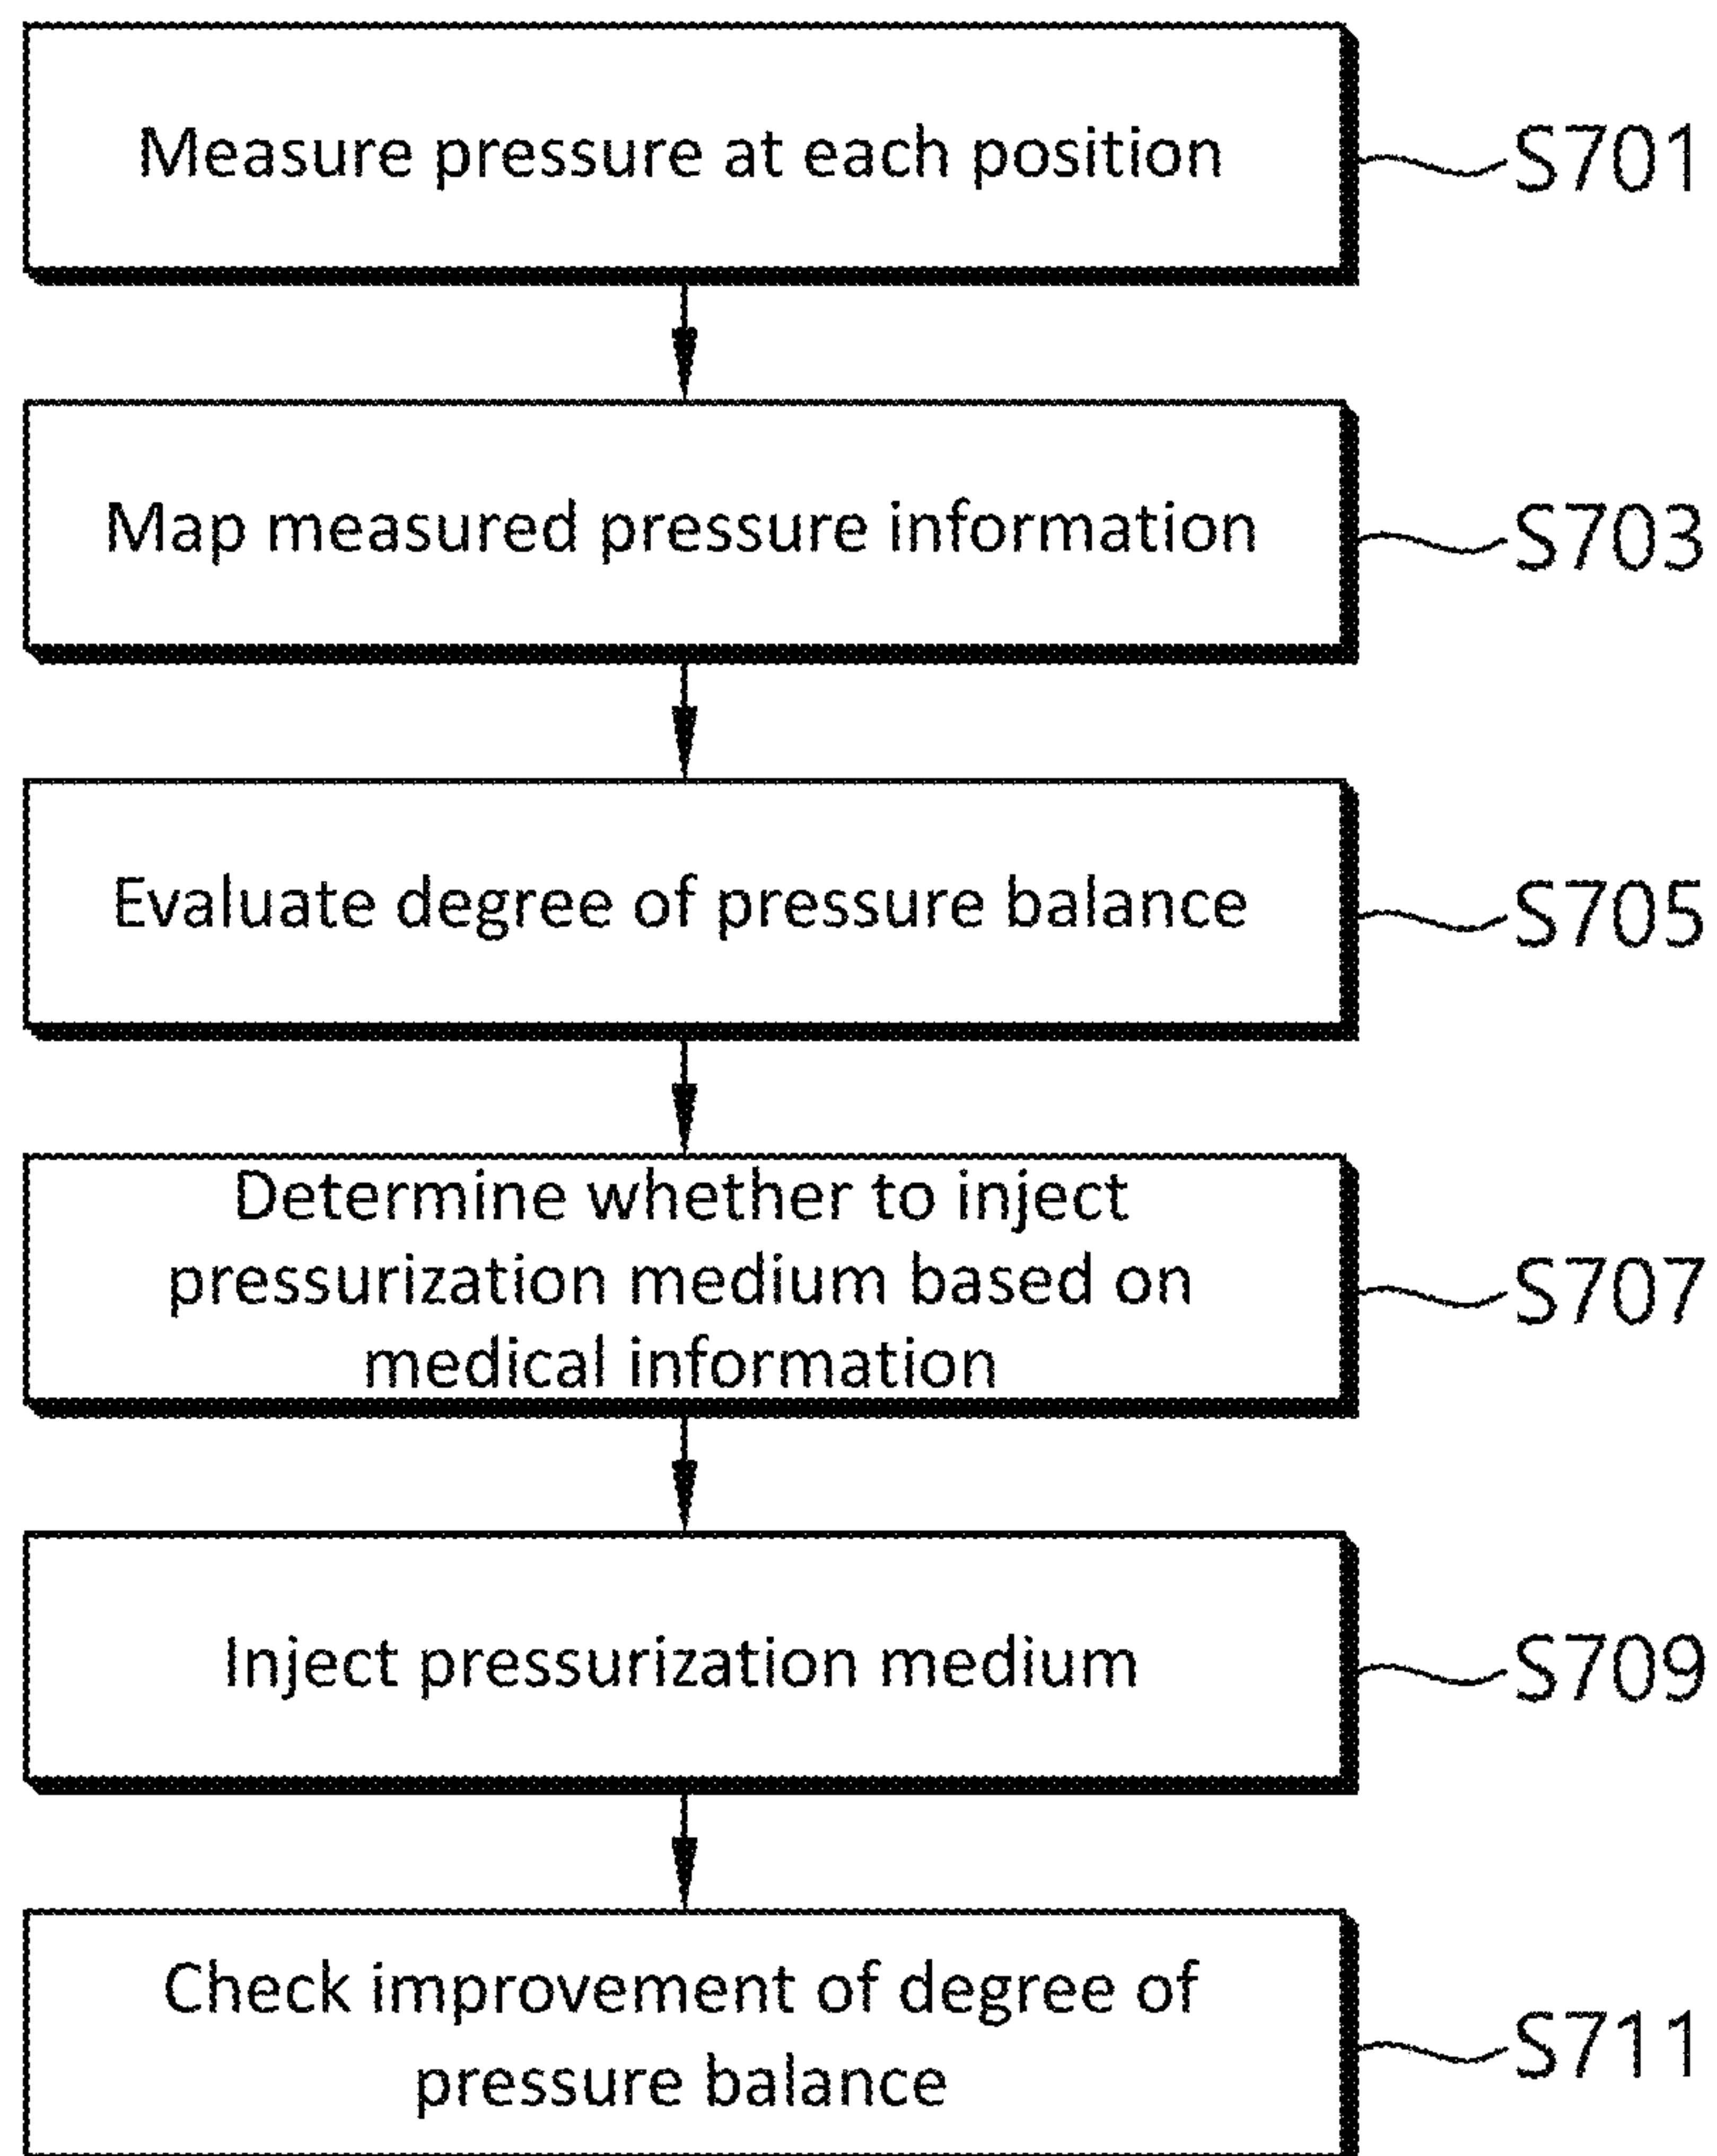 Measure pressure at each position
S701
Map measured pressure information
S703
Evaluate degree of pressure balance
S705
Determine whether to inject
pressurization medium based on
medical information
S707
Inject pressurization medium
S709
Check improvement of degree of
pressure balance
S711